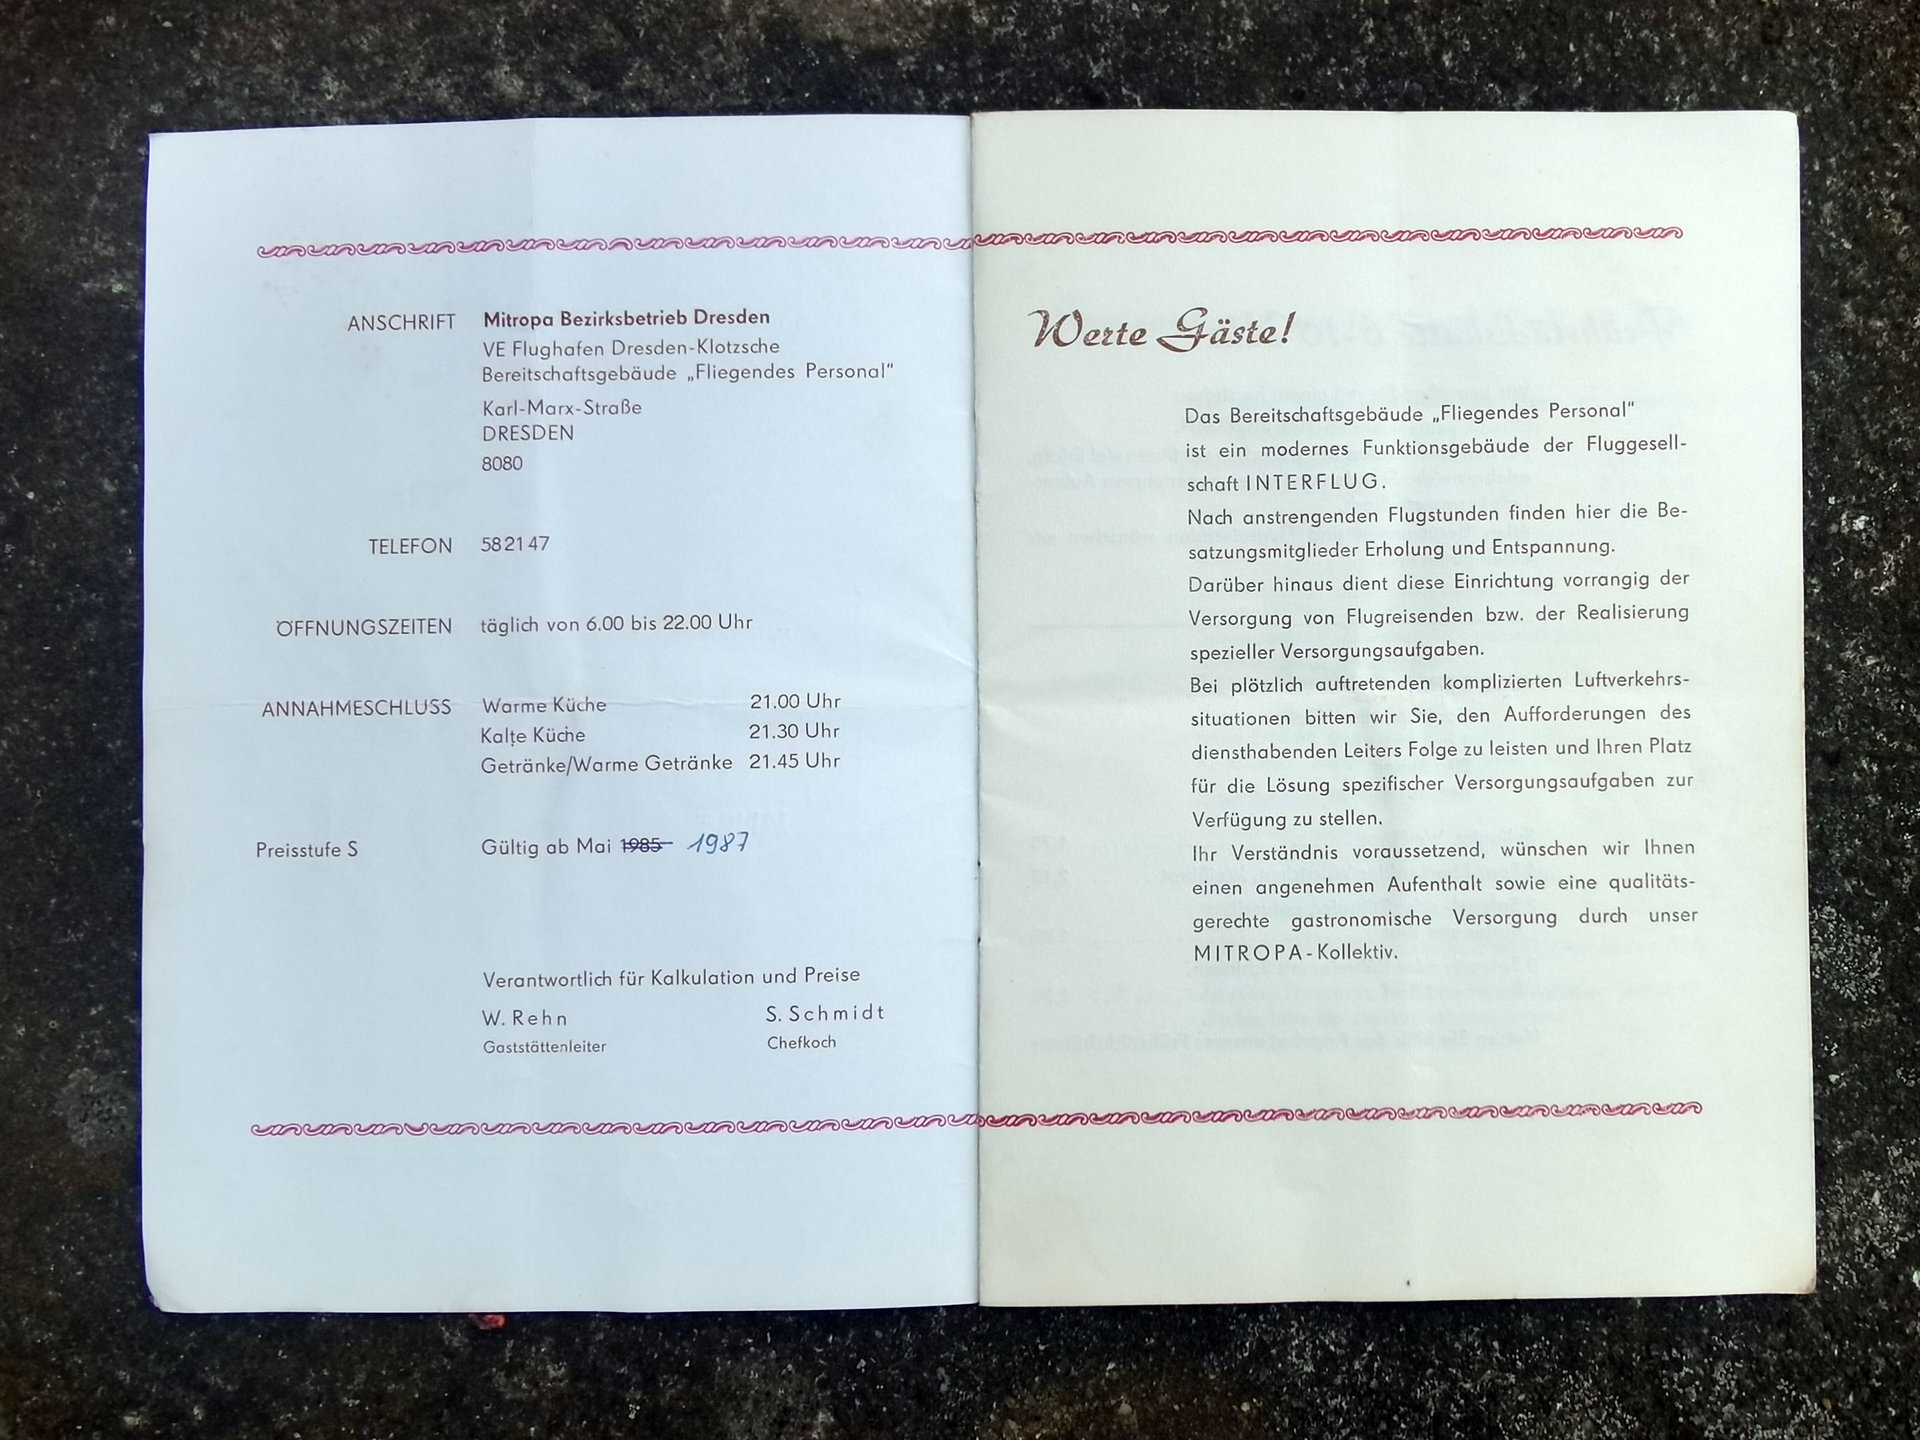 ANSCHRIFT Mitropa Bezirksbetrieb Dresden
VE Flughafen Dresden-Klotzsche
Bereitschaftsgebäude „Fliegendes Personal“
Karl-Marx-Straße
DRESDEN
8080
TELEFON 58 21 47
ÖFFNUNGSZEITEN täglich von 6.00 bis 22.00 Uhr
ANNAHMESCHLUSS Warme Küche 21.00 Uhr
Kalte Küche 21.30 Uhr
Getränke/Warme Getränke 21.45 Uhr
Preisstufe S Gültig ab Mai 1985 1987
Verantwortlich für Kalkulation und Preise
W. Rehn S. Schmidt
Gaststättenleiter Chefkoch
Werte Gäste!
Das Bereitschaftsgebäude „Fliegendes Personal“
ist ein modernes Funktionsgebäude der Fluggesell-
schaft INTERFLUG.
Nach anstrengenden Flugstunden finden hier die Be-
satzungsmitglieder Erholung und Entspannung.
Darüber hinaus dient diese Einrichtung vorrangig der
Versorgung von Flugreisenden bzw. der Realisierung
spezieller Versorgungsaufgaben.
Bei plötzlich auftretenden komplizierten Luftverkehrs-
situationen bitten wir Sie, den Aufforderungen des
diensthabenden Leiters Folge zu leisten und Ihren Platz
für die Lösung spezifischer Versorgungsaufgaben zur
Verfügung zu stellen.
Ihr Verständnis voraussetzend, wünschen wir Ihnen
einen angenehmen Aufenthalt sowie eine qualitäts-
gerechte gastronomische Versorgung durch unser
MITROPA-Kollektiv.